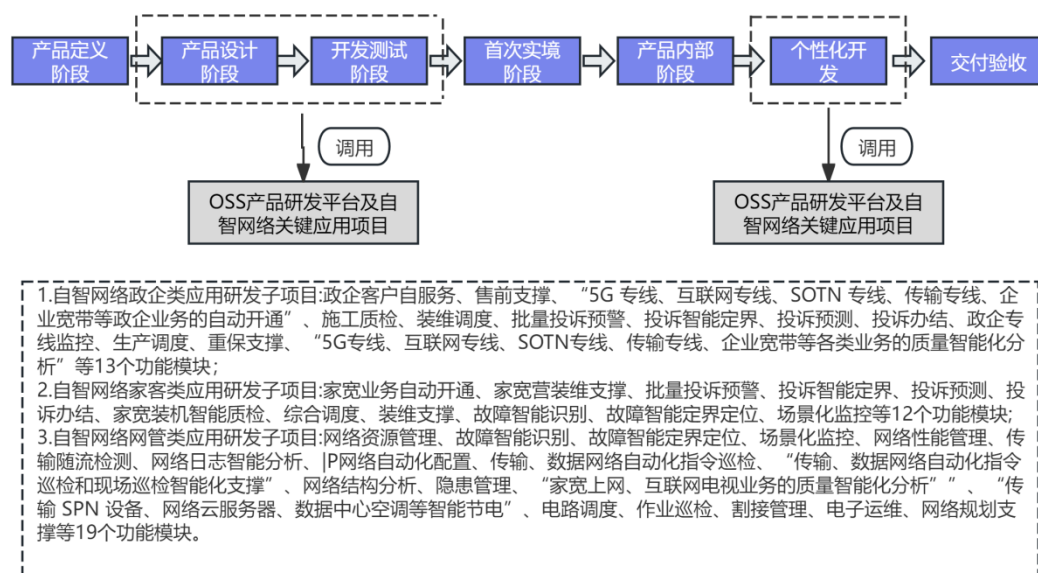 产品定义
阶段
产品设计
阶段
开发测试
阶段
首次实境
阶段
产品内部
阶段
个性化开
发
交付验收
调用
调用
OSS产品研发平台及自
智网络关键应用项目
OSS产品研发平台及自
智网络关键应用项目
1.自智网络政企类应用研发子项目:政企客户自服务、售前支撑、“5G 专线、互联网专线、SOTN 专线、传输专线、企
业宽带等政企业务的自动开通”、施工质检、装维调度、批量投诉预警、投诉智能定界、投诉预测、投诉办结、政企专
线监控、生产调度、重保支撑、“5G专线、互联网专线、SOTN专线、传输专线、企业宽带等各类业务的质量智能化分
析”等13个功能模块;
2.自智网络家客类应用研发子项目:家宽业务自动开通、家宽营装维支撑、批量投诉预警、投诉智能定界、投诉预测、投
诉办结、家宽装机智能质检、综合调度、装维支撑、故障智能识别、故障智能定界定位、场景化监控等12个功能模块;
3.自智网络网管类应用研发子项目:网络资源管理、故障智能识别、故障智能定界定位、场景化监控、网络性能管理、传
输随流检测、网络日志智能分析、|P网络自动化配置、传输、数据网络自动化指令巡检、“传输、数据网络自动化指令
巡检和现场巡检智能化支撑”、网络结构分析、隐患管理、“家宽上网、互联网电视业务的质量智能化分析””、“传
输 SPN 设备、网络云服务器、数据中心空调等智能节电”、电路调度、作业巡检、割接管理、电子运维、网络规划支
撑等19个功能模块。